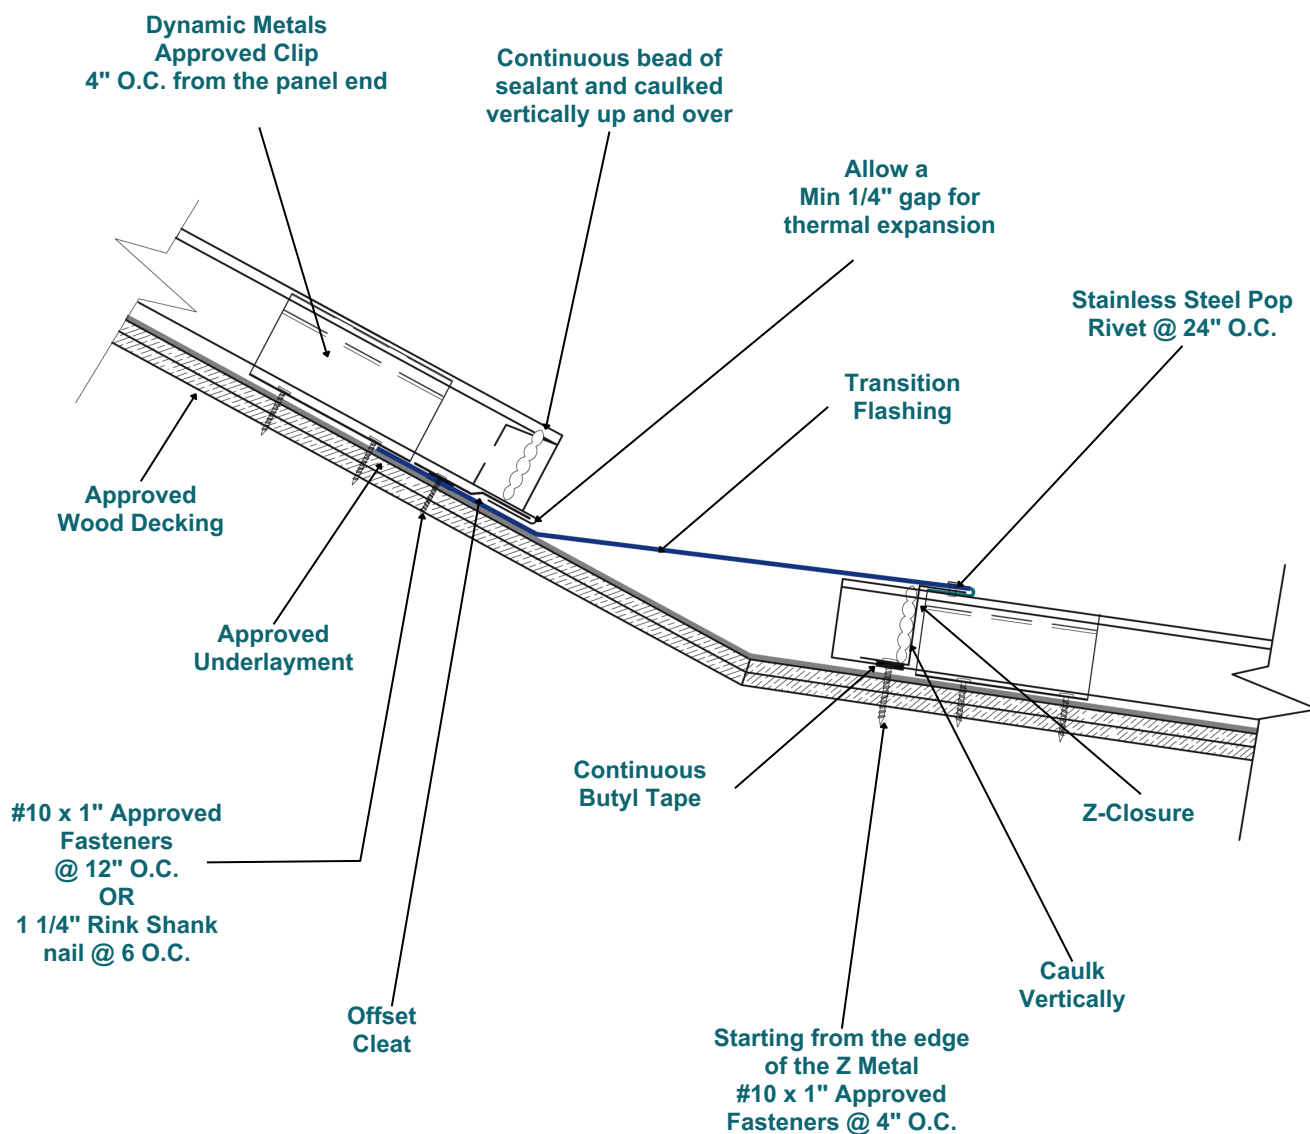 Dynamic Metals
Approved Clip
4" O.C. from the panel end
Continuous bead of
sealant and caulked
vertically up and over
Allow a
Min 1/4" gap for
thermal expansion
Stainless Steel Pop
Rivet @ 24" O.C.
Transition
Flashing
Approved
Wood Decking
Approved
Underlayment
Continuous
Butyl Tape
Z-Closure
#10 x 1" Approved
Fasteners
@ 12" O.C.
OR
1 1/4" Rink Shank
nail @ 6 O.C.
Caulk
Vertically
Offset
Cleat
Starting from the edge
of the Z Metal
#10 x 1" Approved
Fasteners @ 4" O.C.